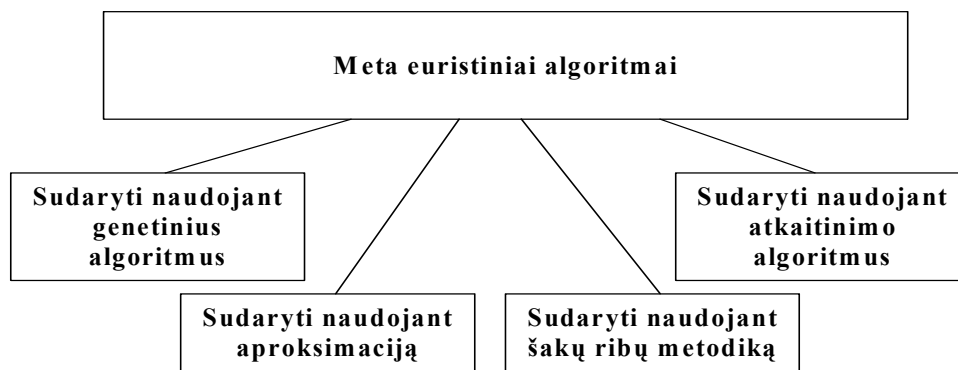 Meta euristiniai algoritmai
Sudaryti naudojant
genetinius
algoritmus
Sudaryti naudojant
aproksimaciją
Sudaryti naudojant
šakų ribų metodiką
Sudaryti naudojant
atkaitinimo
algoritmus